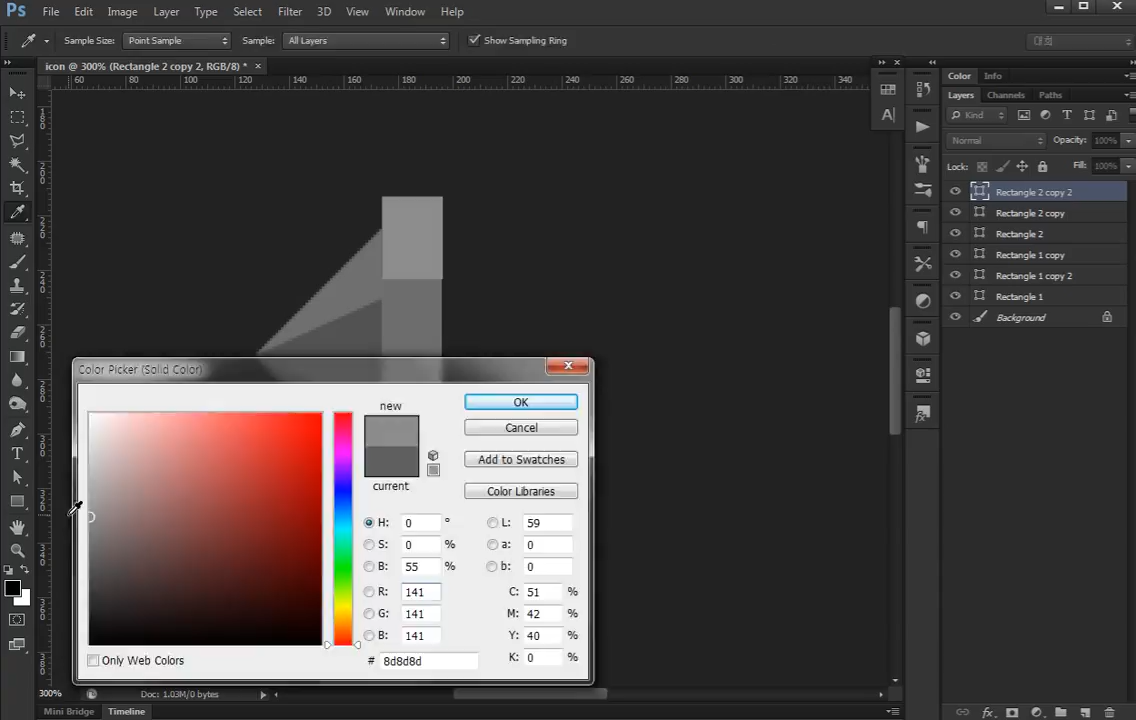 Ps File Edit Image Layer Type Select Filter 3D View Window Help
Sample Size: Point Sample Sample: All Layers Show Sampling Ring
icon @ 300% (Rectangle 2 copy 2, RGB/8) * ×
60 80 100 120 140 160 180 200 220 240 260 280 300 320 340
Color Info
Layers Channels Paths
Kind
Normal Opacity: 100%
Lock: Fill: 100%
Rectangle 2 copy 2
Rectangle 2 copy
Rectangle 2
Rectangle 1 copy
Rectangle 1 copy 2
Rectangle 1
Background
Color Picker (Solid Color)
new
current
OK
Cancel
Add to Swatches
Color Libraries
H: 0 ° L: 59
S: 0 % a: 0
B: 55 % b: 0
R: 141 C: 51 %
G: 141 M: 42 %
B: 141 Y: 40 %
# 8d8d8d K: 0 %
Only Web Colors
300% Doc: 1.03M/0 bytes
Mini Bridge Timeline